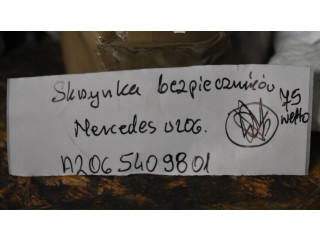 Skrzynka bezpieczników
75
netto
Mercedes W206.
A2065409801